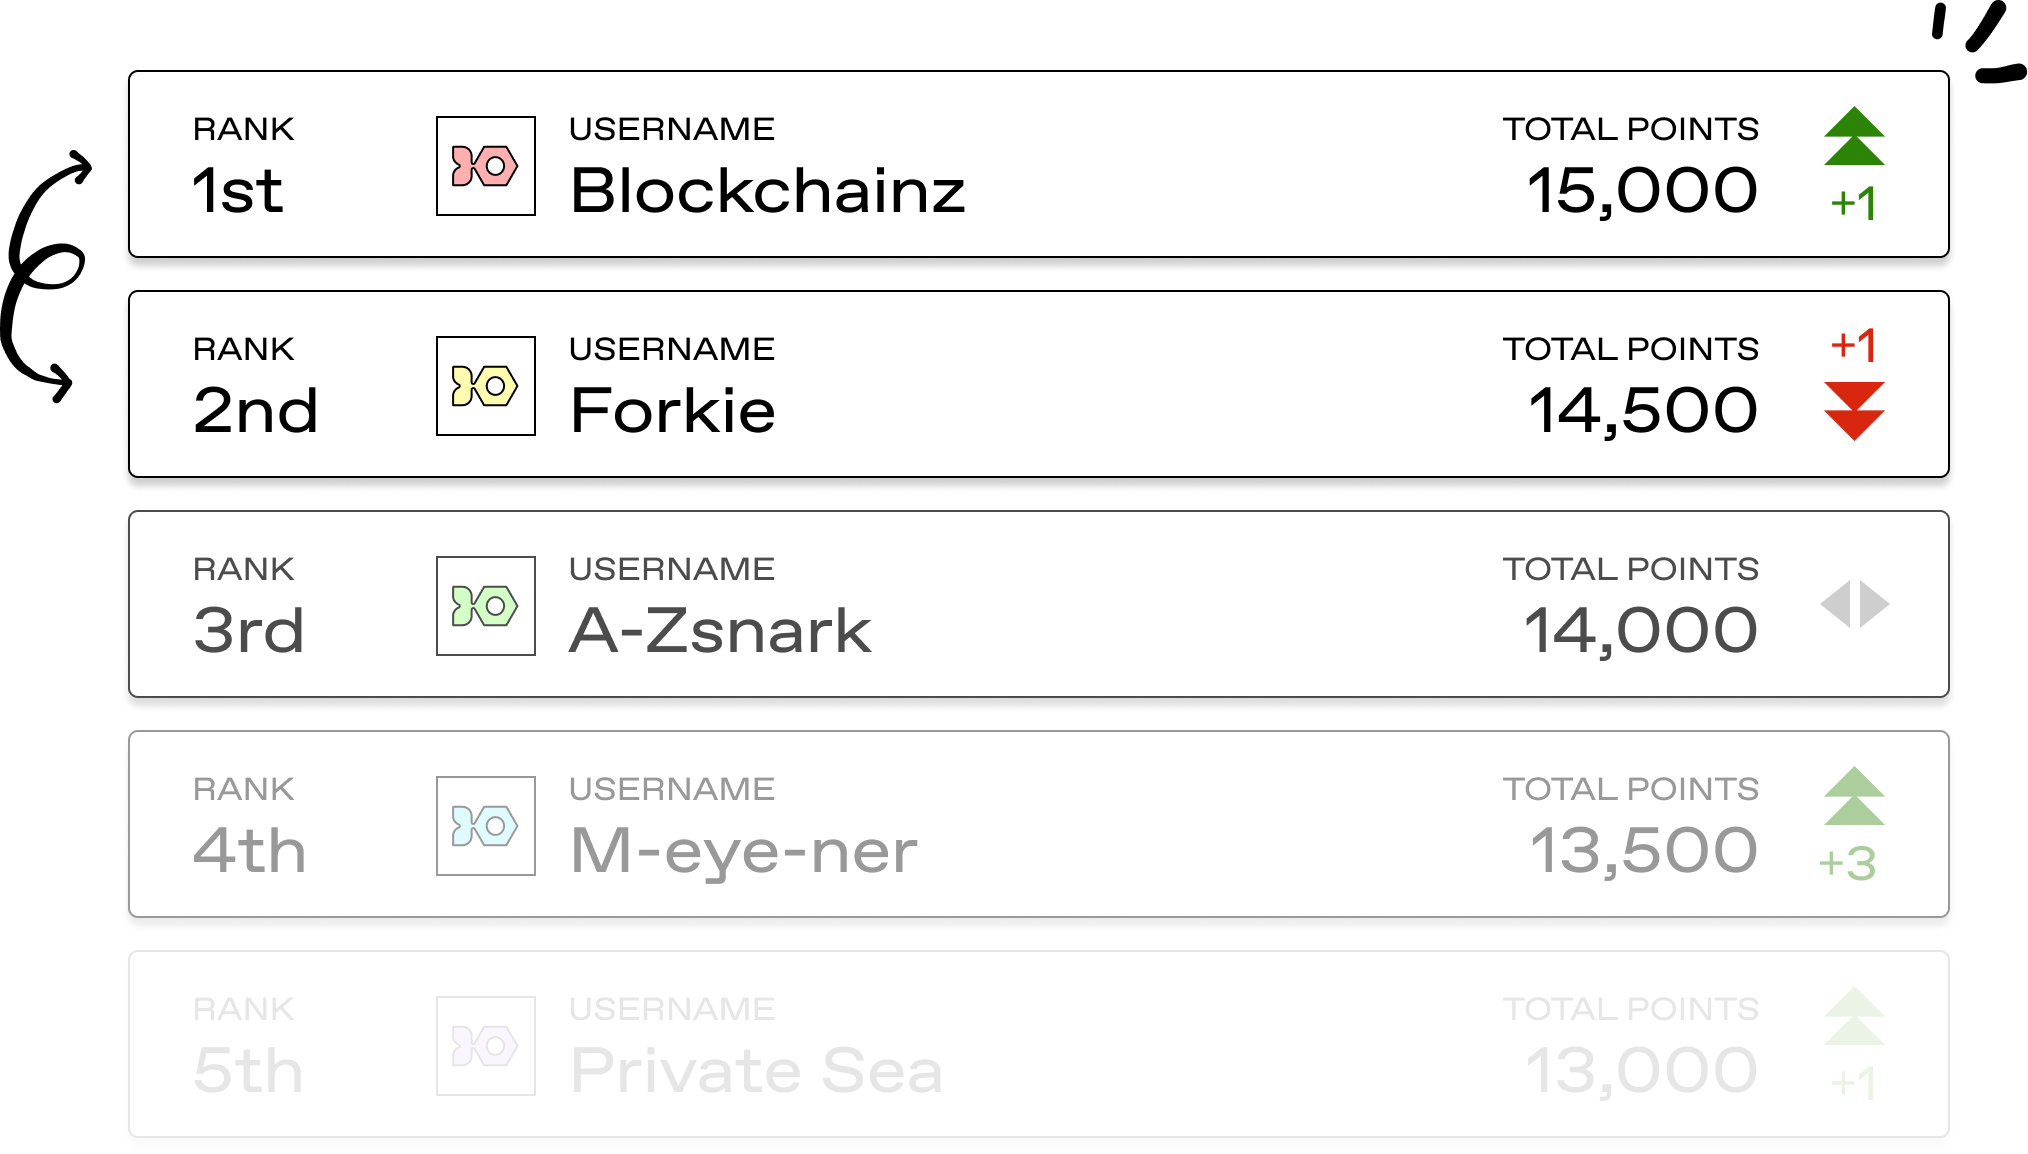 RANK USERNAME TOTAL POINTS
1st Blockchainz 15,000 +1
RANK USERNAME TOTAL POINTS +1
2nd Forkie 14,500
RANK USERNAME TOTAL POINTS
3rd A-Zsnark 14,000
RANK USERNAME TOTAL POINTS
4th M-eye-ner 13,500 +3
RANK USERNAME TOTAL POINTS
5th Private Sea 13,000 +1